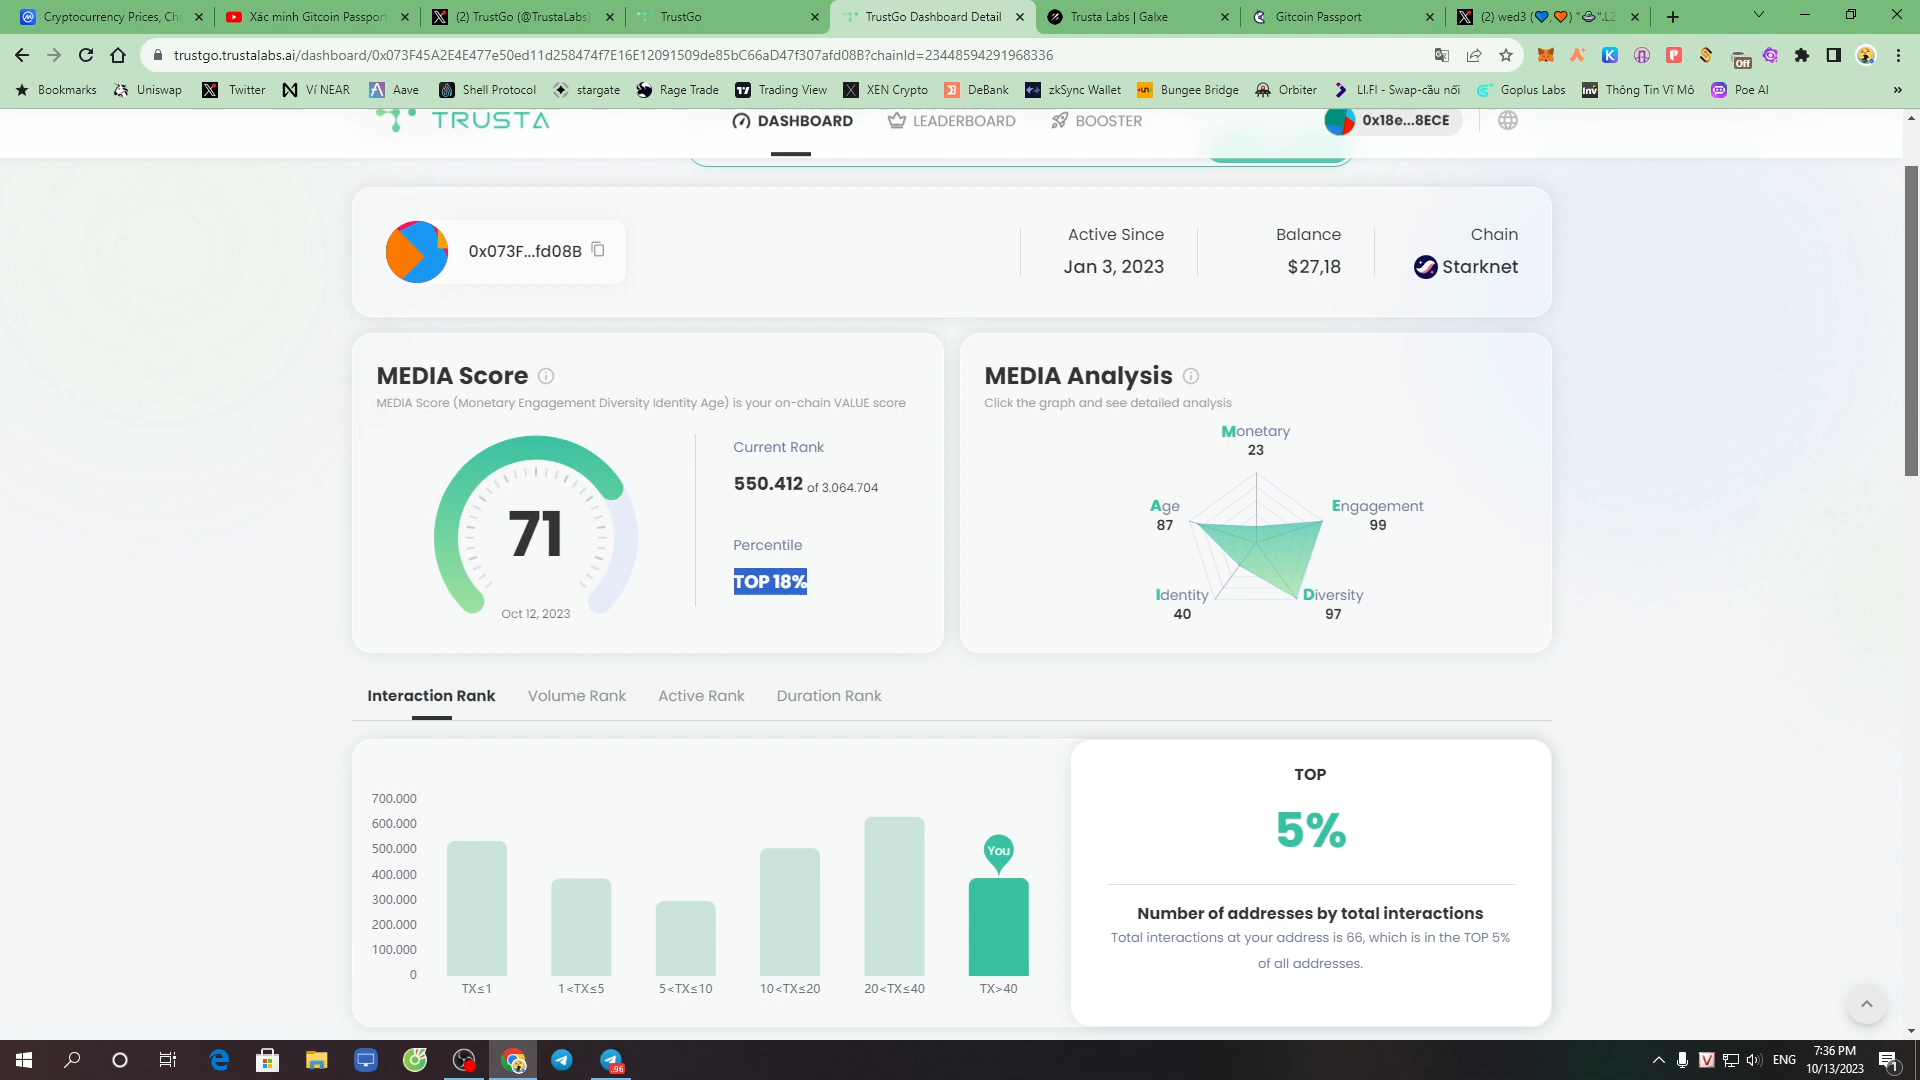 Cryptocurrency Prices, Ch
Xác minh Gitcoin Passport
(2) TrustGo (@TrustaLabs)
TrustGo
TrustGo Dashboard Detail
Trusta Labs | Galxe
Gitcoin Passport
(2) wed3 (💙,🧡) "🛸".L2
trustgo.trustalabs.ai/dashboard/0x073F45A2E4E477e50ed11d258474f7E16E12091509de85bC66aD47f307afd08B?chainId=23448594291968336
Off
Bookmarks
Uniswap
Twitter
Ví NEAR
Aave
Shell Protocol
stargate
Rage Trade
Trading View
XEN Crypto
DeBank
zkSync Wallet
Bungee Bridge
Orbiter
LI.FI - Swap-cầu nối
Goplus Labs
Inv
Thông Tin Vĩ Mô
Poe AI
»
TRUSTA
DASHBOARD
LEADERBOARD
BOOSTER
0x18e...8ECE
0x073F...fd08B
Active Since
Jan 3, 2023
Balance
$27,18
Chain
Starknet
MEDIA Score
MEDIA Score (Monetary Engagement Diversity Identity Age) is your on-chain VALUE score
71
Oct 12, 2023
Current Rank
550.412 of 3.064.704
Percentile
TOP 18%
MEDIA Analysis
Click the graph and see detailed analysis
Monetary
23
Age
87
Engagement
99
Identity
40
Diversity
97
Interaction Rank
Volume Rank
Active Rank
Duration Rank
700.000
600.000
500.000
400.000
300.000
200.000
100.000
0
You
TX≤1
1<TX≤5
5<TX≤10
10<TX≤20
20<TX≤40
TX>40
TOP
5%
Number of addresses by total interactions
Total interactions at your address is 66, which is in the TOP 5%
of all addresses.
96
V
ENG
7:36 PM
10/13/2023
1